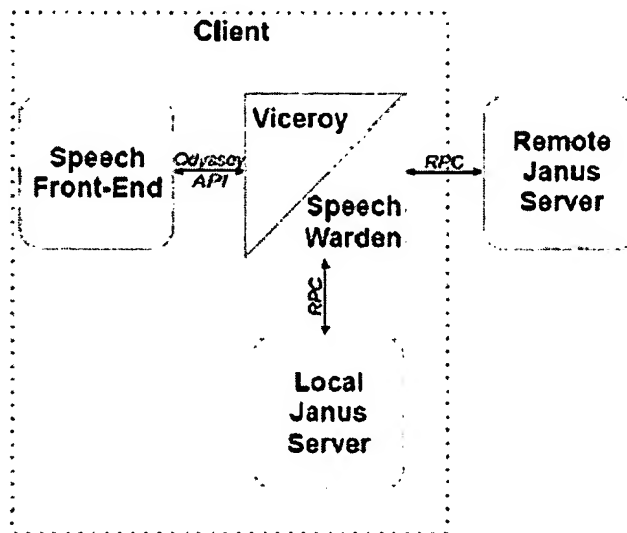 Client
Speech
Front-End
Odyssey
API
Viceroy
Speech
Warden
RPC
Remote
Janus
Server
RPC
Local
Janus
Server